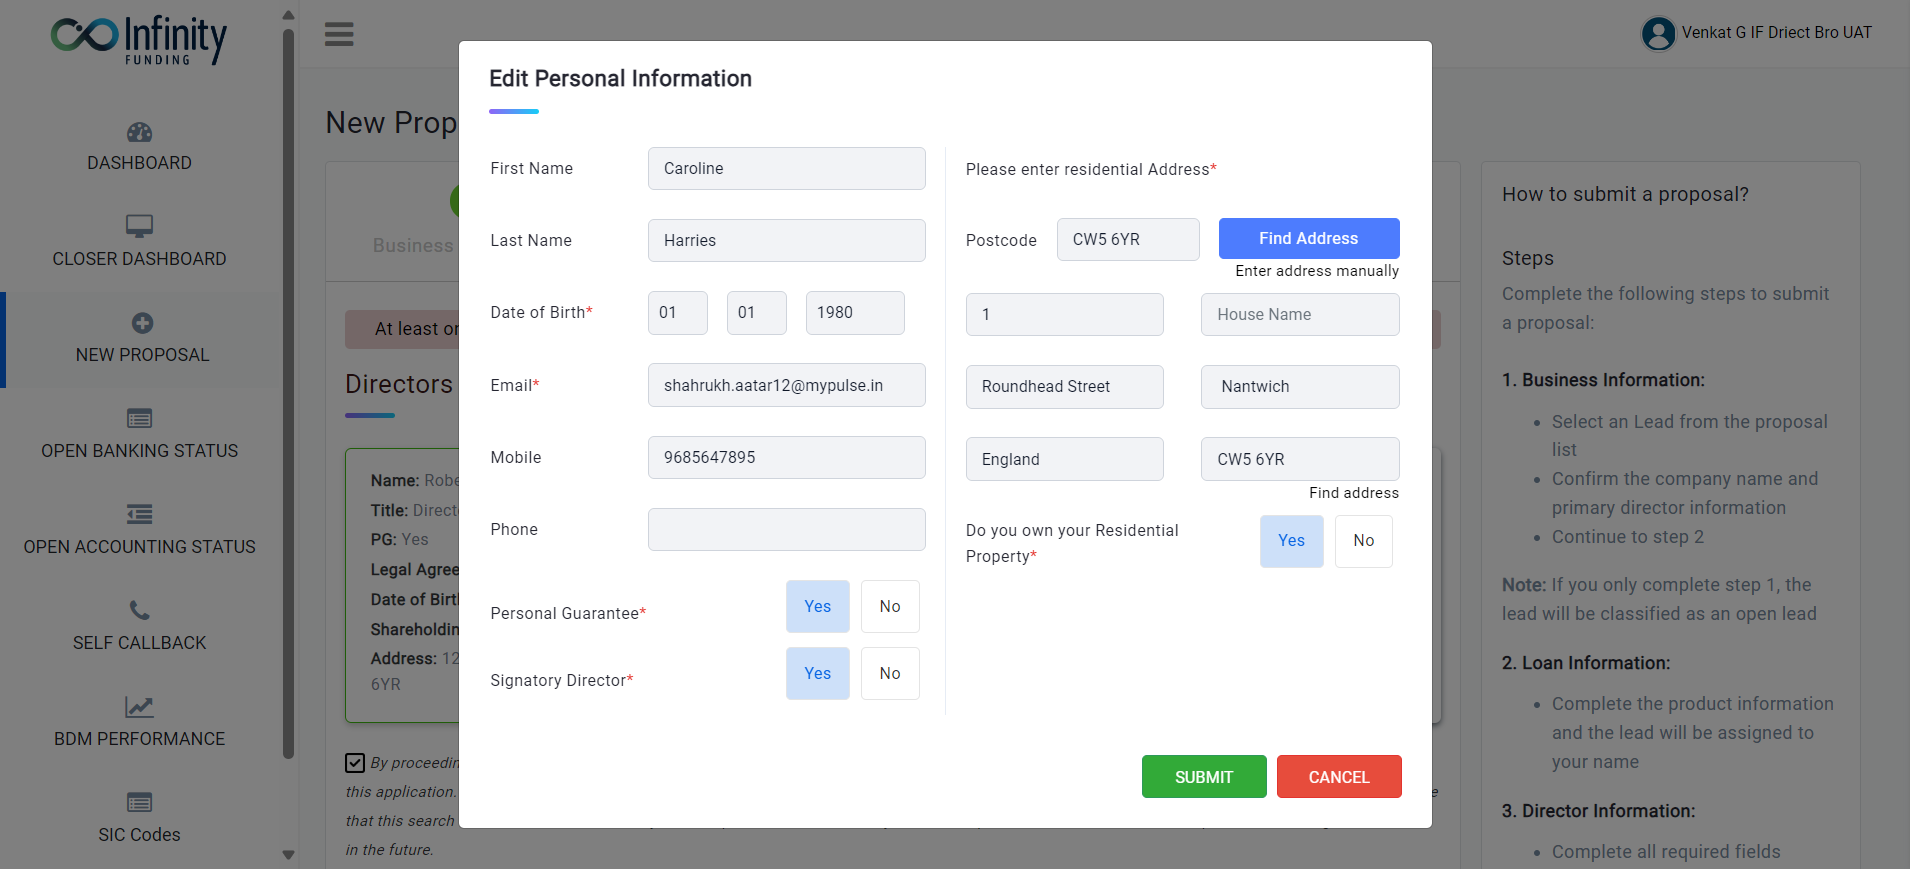 Infinity
FUNDING
DASHBOARD
CLOSER DASHBOARD
NEW PROPOSAL
OPEN BANKING STATUS
OPEN ACCOUNTING STATUS
SELF CALLBACK
BDM PERFORMANCE
SIC Codes
Venkat G IF Driect Bro UAT
New Prop
Business
At least or
Directors
Name: Robe
Title: Direct
PG: Yes
Legal Agree
Date of Birt
Shareholdin
Address: 12
6YR
By proceedin
this application.
that this search
in the future.
Edit Personal Information
First Name
Caroline
Last Name
Harries
Date of Birth*
01
01
1980
Email*
shahrukh.aatar12@mypulse.in
Mobile
9685647895
Phone
Personal Guarantee*
Yes
No
Signatory Director*
Yes
No
Please enter residential Address*
Postcode
CW5 6YR
Find Address
Enter address manually
1
House Name
Roundhead Street
Nantwich
England
CW5 6YR
Find address
Do you own your Residential
Property*
Yes
No
SUBMIT
CANCEL
How to submit a proposal?
Steps
Complete the following steps to submit
a proposal:
1. Business Information:
• Select an Lead from the proposal
list
• Confirm the company name and
primary director information
• Continue to step 2
Note: If you only complete step 1, the
lead will be classified as an open lead
2. Loan Information:
• Complete the product information
and the lead will be assigned to
your name
3. Director Information:
• Complete all required fields